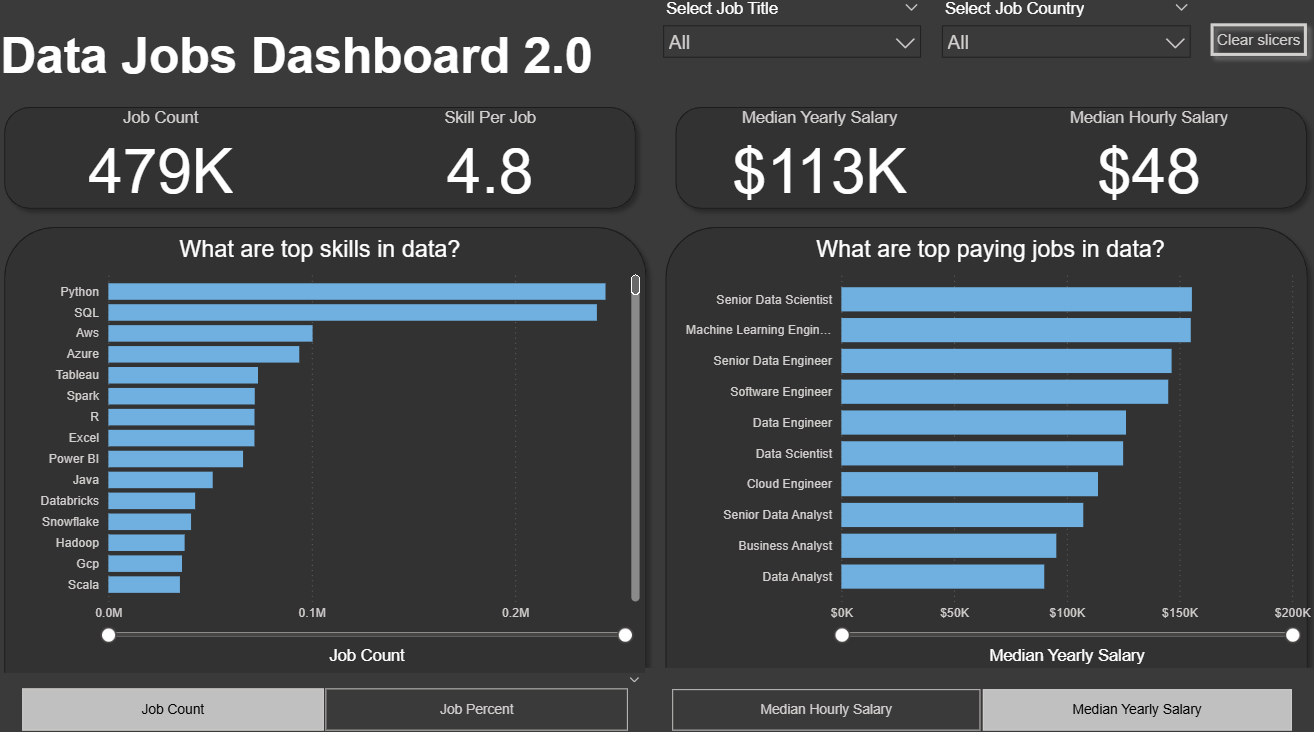 Select Job Title
Select Job Country
All
All
Clear slicers
Data Jobs Dashboard 2.0
Job Count
Skill Per Job
Median Yearly Salary
Median Hourly Salary
479K
4.8
$113K
$48
What are top skills in data?
Python
SQL
Aws
Azure
Tableau
Spark
R
Excel
Power BI
Java
Databricks
Snowflake
Hadoop
Gcp
Scala
0.0M 0.1M 0.2M
Job Count
Job Count
Job Percent
What are top paying jobs in data?
Senior Data Scientist
Machine Learning Engin...
Senior Data Engineer
Software Engineer
Data Engineer
Data Scientist
Cloud Engineer
Senior Data Analyst
Business Analyst
Data Analyst
$0K $50K $100K $150K $200K
Median Yearly Salary
Median Hourly Salary
Median Yearly Salary